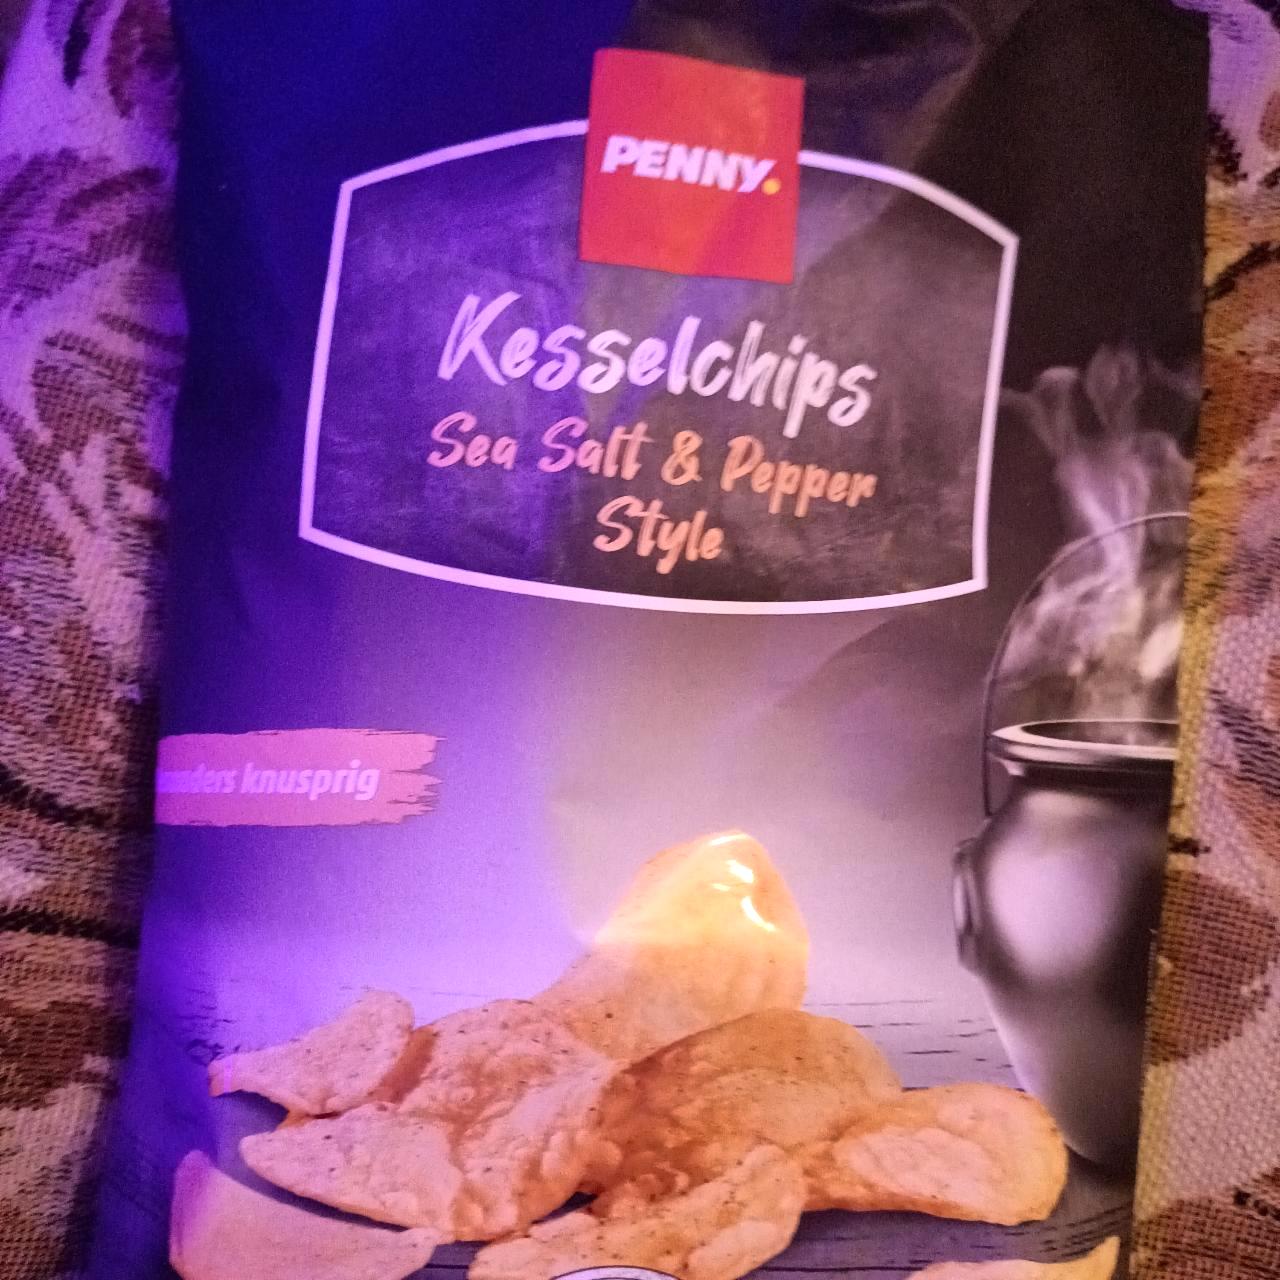 PENNY.
Kesselchips
Sea Salt & Pepper
Style
knusprig